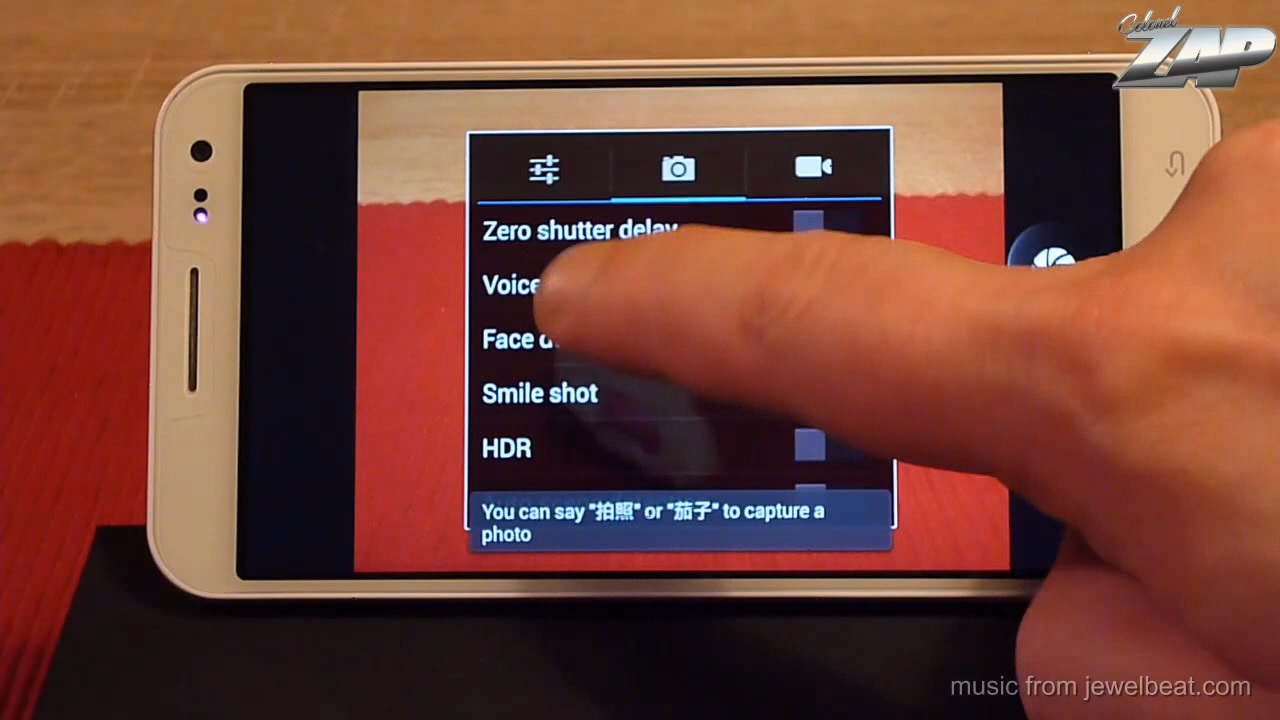 Colonel
ZAP
Zero shutter delay
Voice
Face d
Smile shot
HDR
You can say "拍照" or "茄子" to capture a
photo
music from jewelbeat.com